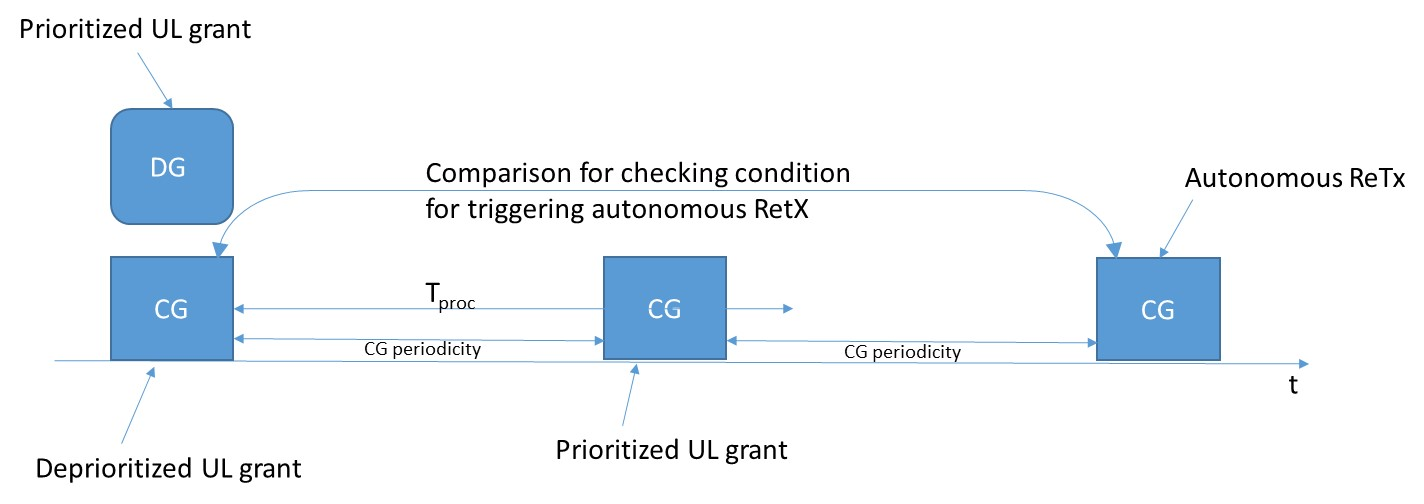 Prioritized UL grant
DG
Comparison for checking condition
for triggering autonomous RetX
Autonomous ReTx
CG
Tproc
CG
CG
CG periodicity
CG periodicity
t
Prioritized UL grant
Deprioritized UL grant